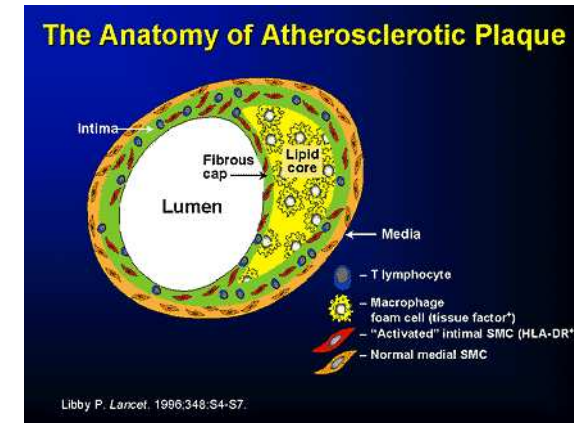 The Anatomy of Atherosclerotic Plaque
Intima
Fibrous
cap
Lipid
core
Lumen
Media
– T lymphocyte
– Macrophage
foam cell (tissue factor⁺)
– "Activated" intimal SMC (HLA-DR⁺
– Normal medial SMC
Libby P. Lancet. 1996;348:S4-S7.